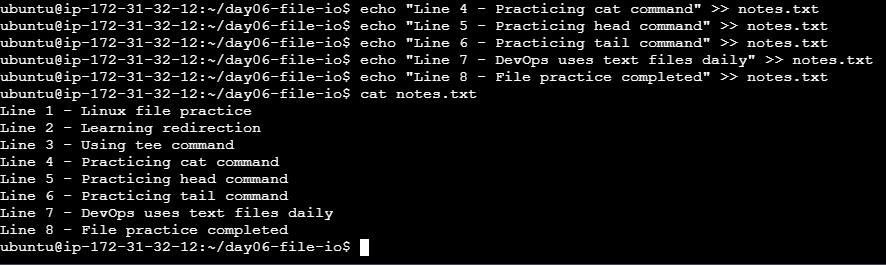 ubuntu@ip-172-31-32-12:~/day06-file-io$ echo "Line 4 - Practicing cat command" >> notes.txt
ubuntu@ip-172-31-32-12:~/day06-file-io$ echo "Line 5 - Practicing head command" >> notes.txt
ubuntu@ip-172-31-32-12:~/day06-file-io$ echo "Line 6 - Practicing tail command" >> notes.txt
ubuntu@ip-172-31-32-12:~/day06-file-io$ echo "Line 7 - DevOps uses text files daily" >> notes.txt
ubuntu@ip-172-31-32-12:~/day06-file-io$ echo "Line 8 - File practice completed" >> notes.txt
ubuntu@ip-172-31-32-12:~/day06-file-io$ cat notes.txt
Line 1 - Linux file practice
Line 2 - Learning redirection
Line 3 - Using tee command
Line 4 - Practicing cat command
Line 5 - Practicing head command
Line 6 - Practicing tail command
Line 7 - DevOps uses text files daily
Line 8 - File practice completed
ubuntu@ip-172-31-32-12:~/day06-file-io$